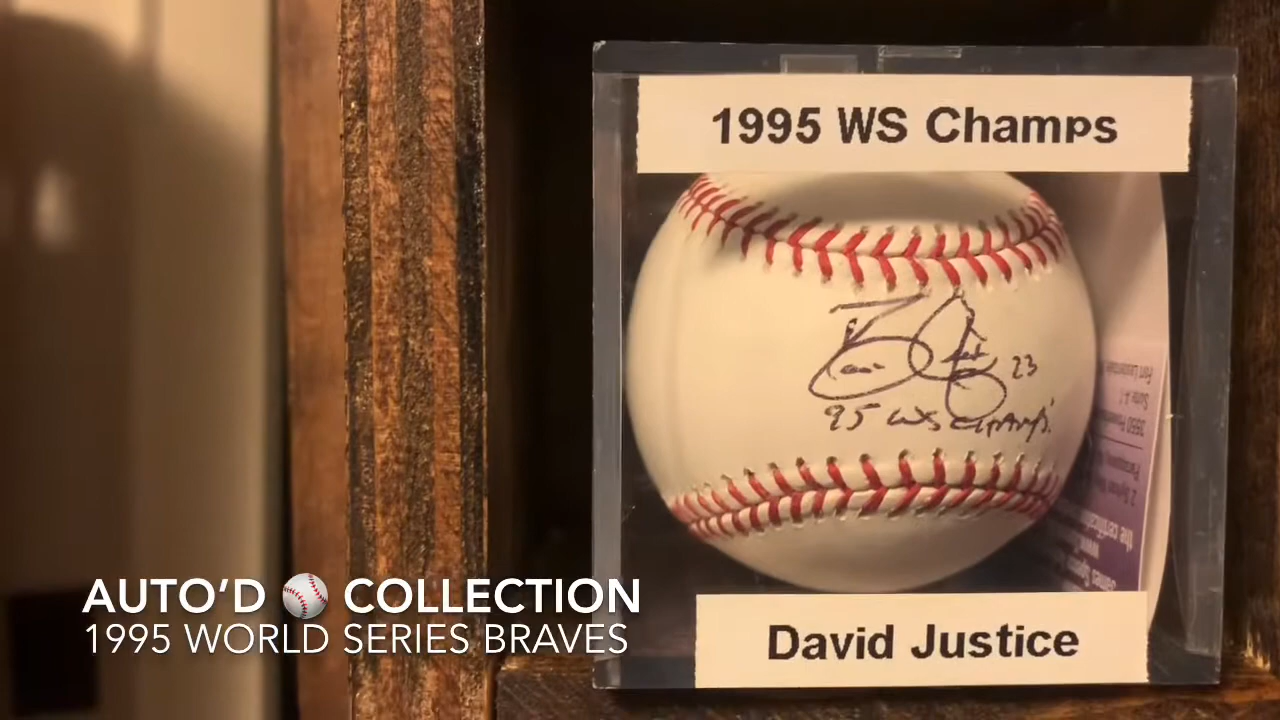 1995 WS Champs
23
95 WS CHAMPS
David Justice
AUTO'D ⚾ COLLECTION
1995 WORLD SERIES BRAVES